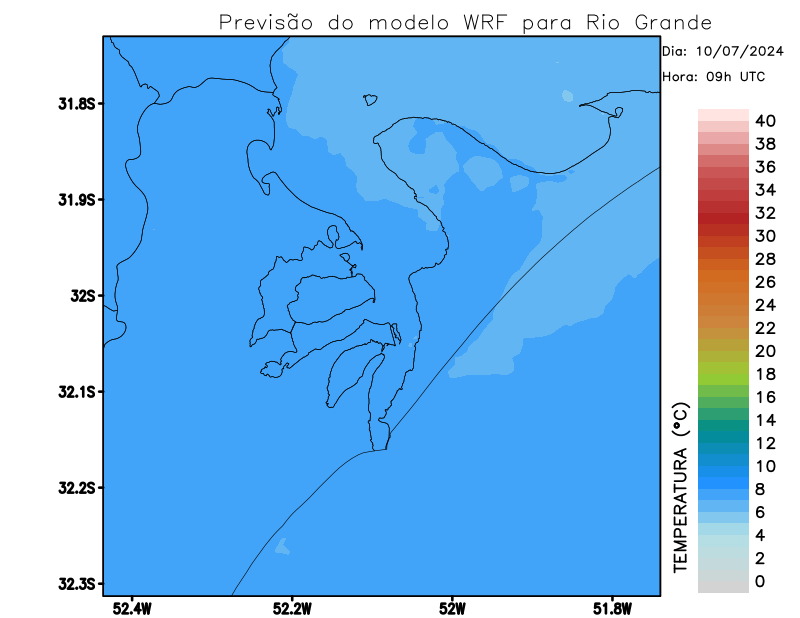 Previsão do modelo WRF para Rio Grande
Dia: 10/07/2024
Hora: 09h UTC
31.8S
31.9S
32S
32.1S
32.2S
32.3S
52.4W
52.2W
52W
51.8W
TEMPERATURA (°C)
40
38
36
34
32
30
28
26
24
22
20
18
16
14
12
10
8
6
4
2
0